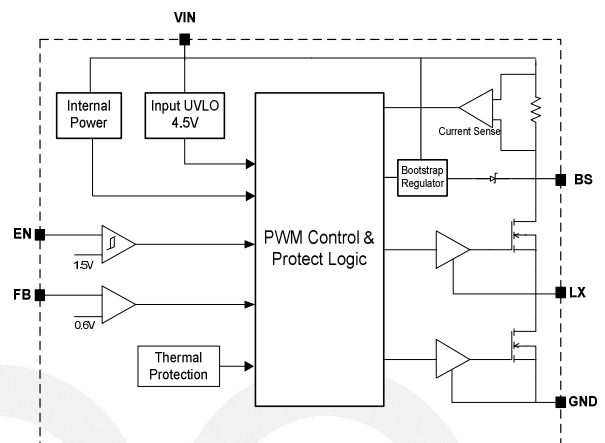 VIN
Internal
Power
Input UVLO
4.5V
Current Sense
Bootstrap
Regulator
BS
EN
1.5V
PWM Control &
Protect Logic
LX
FB
0.6V
Thermal
Protection
GND